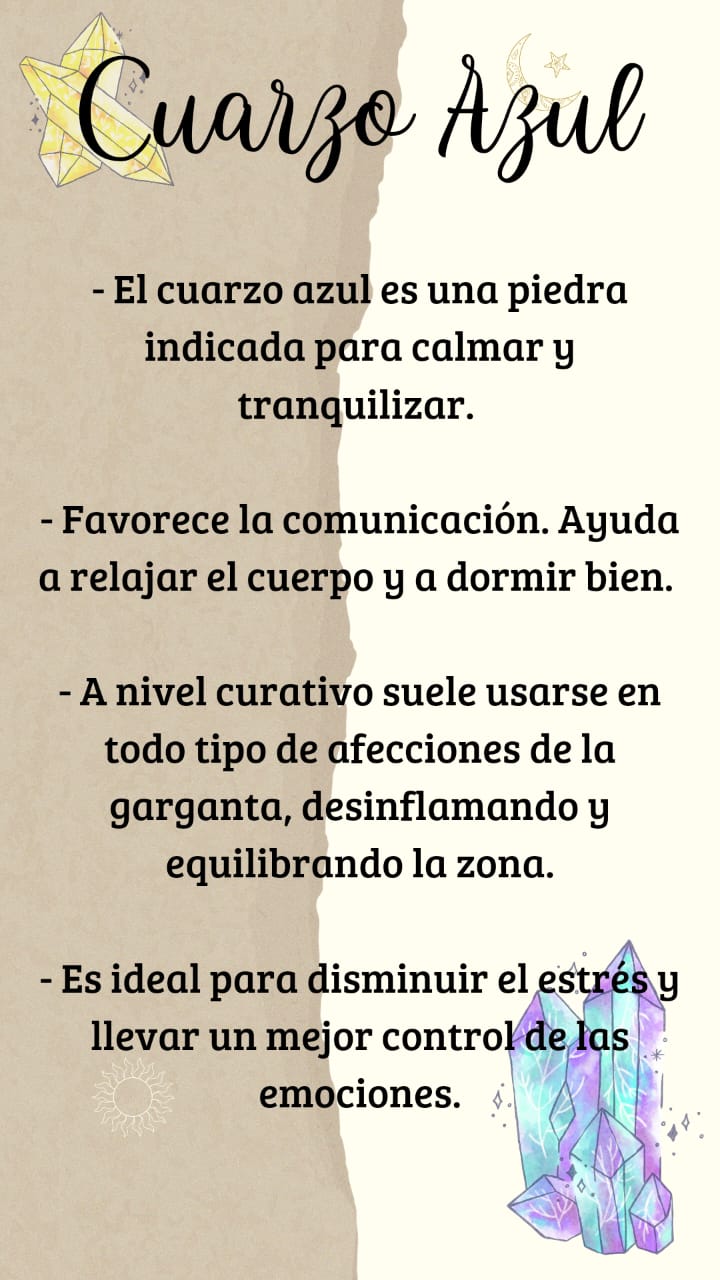 Cuarzo Azul
- El cuarzo azul es una piedra
indicada para calmar y
tranquilizar.
- Favorece la comunicación. Ayuda
a relajar el cuerpo y a dormir bien.
- A nivel curativo suele usarse en
todo tipo de afecciones de la
garganta, desinflamando y
equilibrando la zona.
- Es ideal para disminuir el estrés y
llevar un mejor control de las
emociones.